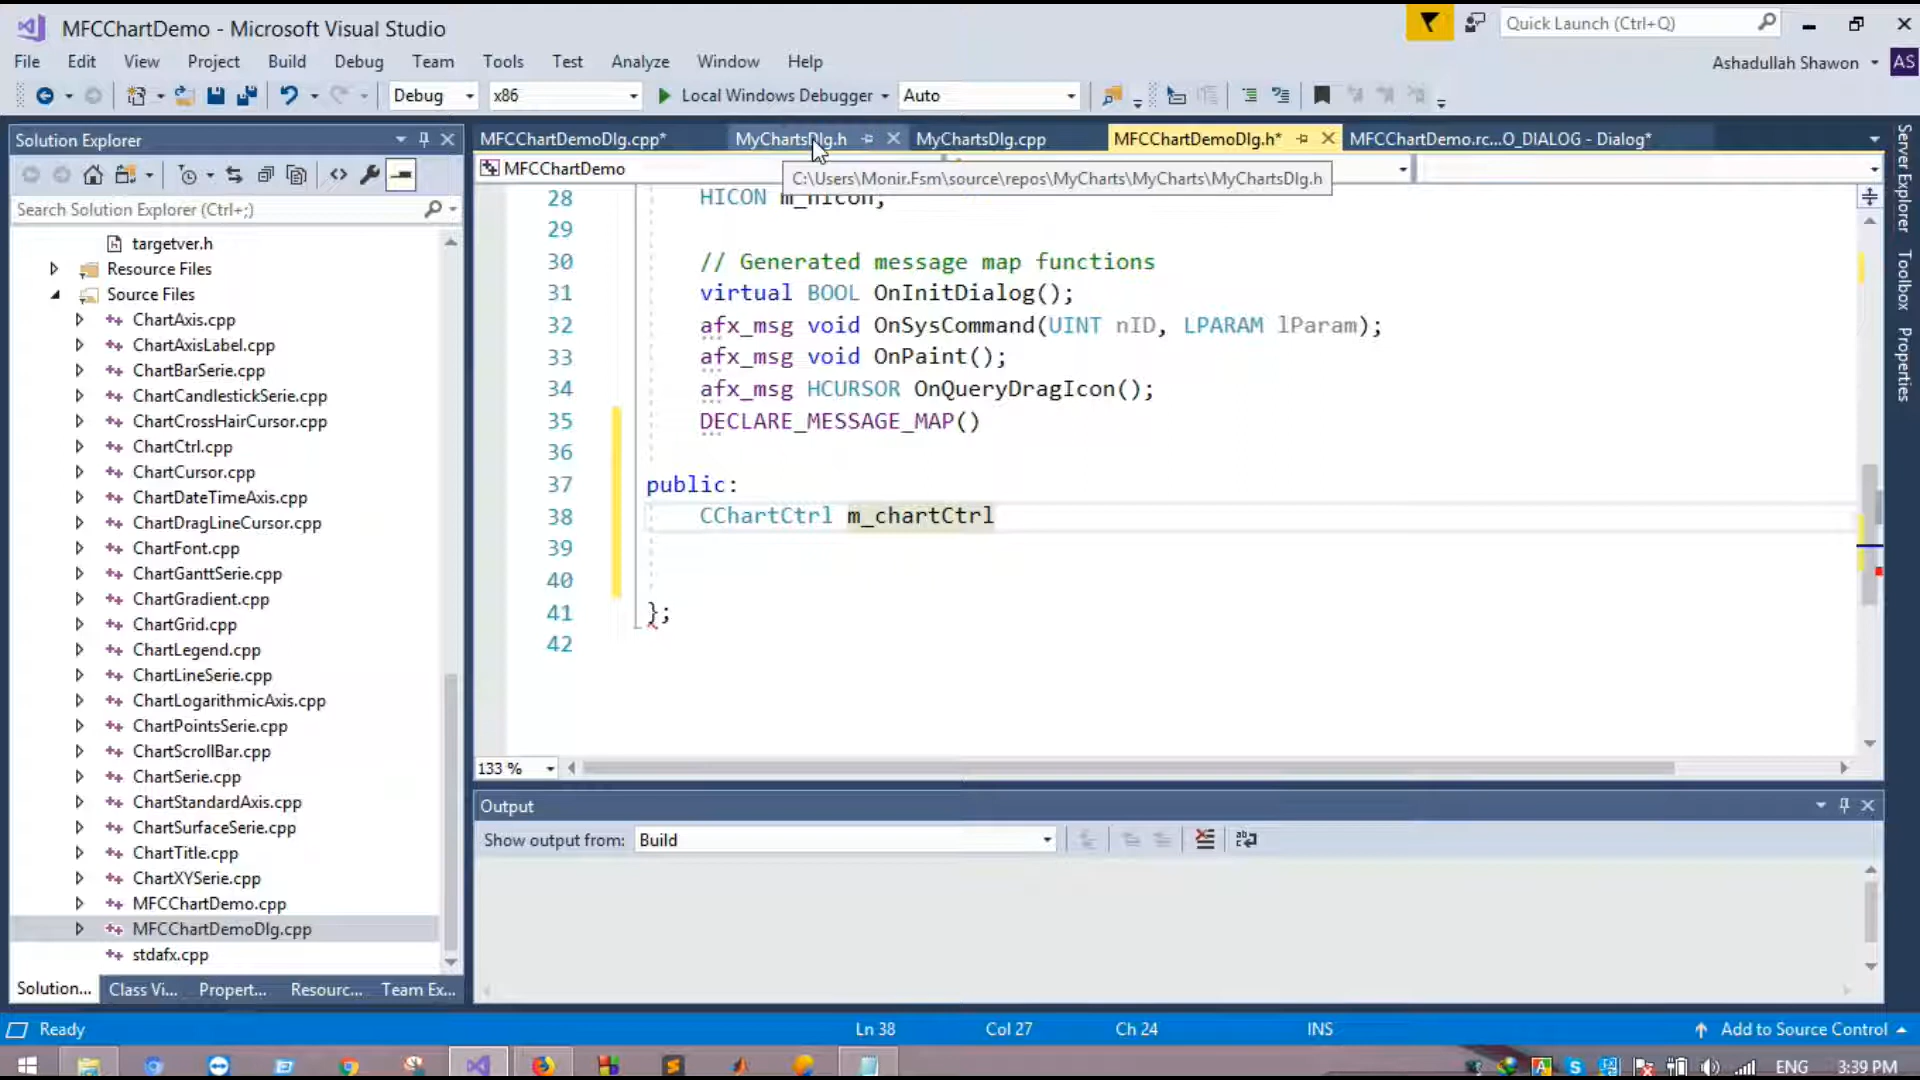 MFCChartDemo - Microsoft Visual Studio
Quick Launch (Ctrl+Q)
File Edit View Project Build Debug Team Tools Test Analyze Window Help
Ashadullah Shawon AS
Debug x86 Local Windows Debugger Auto
Solution Explorer
MFCChartDemoDlg.cpp* MyChartsDlg.h MyChartsDlg.cpp MFCChartDemoDlg.h* MFCChartDemo.rc...O_DIALOG - Dialog*
MFCChartDemo
C:\Users\Monir.Fsm\source\repos\MyCharts\MyCharts\MyChartsDlg.h
Search Solution Explorer (Ctrl+;)
targetver.h
Resource Files
Source Files
ChartAxis.cpp
ChartAxisLabel.cpp
ChartBarSerie.cpp
ChartCandlestickSerie.cpp
ChartCrossHairCursor.cpp
ChartCtrl.cpp
ChartCursor.cpp
ChartDateTimeAxis.cpp
ChartDragLineCursor.cpp
ChartFont.cpp
ChartGanttSerie.cpp
ChartGradient.cpp
ChartGrid.cpp
ChartLegend.cpp
ChartLineSerie.cpp
ChartLogarithmicAxis.cpp
ChartPointsSerie.cpp
ChartScrollBar.cpp
ChartSerie.cpp
ChartStandardAxis.cpp
ChartSurfaceSerie.cpp
ChartTitle.cpp
ChartXYSerie.cpp
MFCChartDemo.cpp
MFCChartDemoDlg.cpp
stdafx.cpp
Solution... Class Vi... Propert... Resourc... Team Ex...
28 HICON m_hIcon;
29
30 // Generated message map functions
31 virtual BOOL OnInitDialog();
32 afx_msg void OnSysCommand(UINT nID, LPARAM lParam);
33 afx_msg void OnPaint();
34 afx_msg HCURSOR OnQueryDragIcon();
35 DECLARE_MESSAGE_MAP()
36
37 public:
38 CChartCtrl m_chartCtrl
39
40
41 };
42
133 %
Output
Show output from: Build
Server Explorer
Toolbox
Properties
Ready Ln 38 Col 27 Ch 24 INS Add to Source Control
ENG 3:39 PM